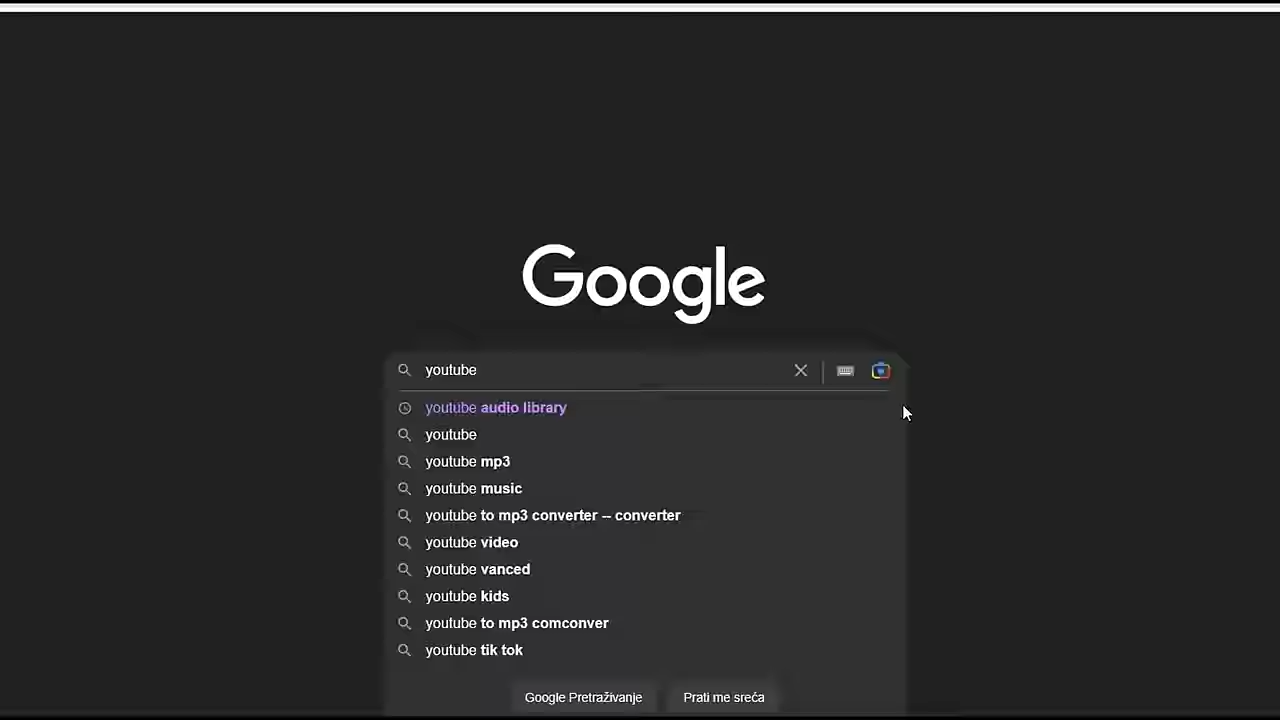 Google
youtube
youtube audio library
youtube
youtube mp3
youtube music
youtube to mp3 converter – converter
youtube video
youtube vanced
youtube kids
youtube to mp3 comconver
youtube tik tok
Google Pretraživanje
Prati me sreća